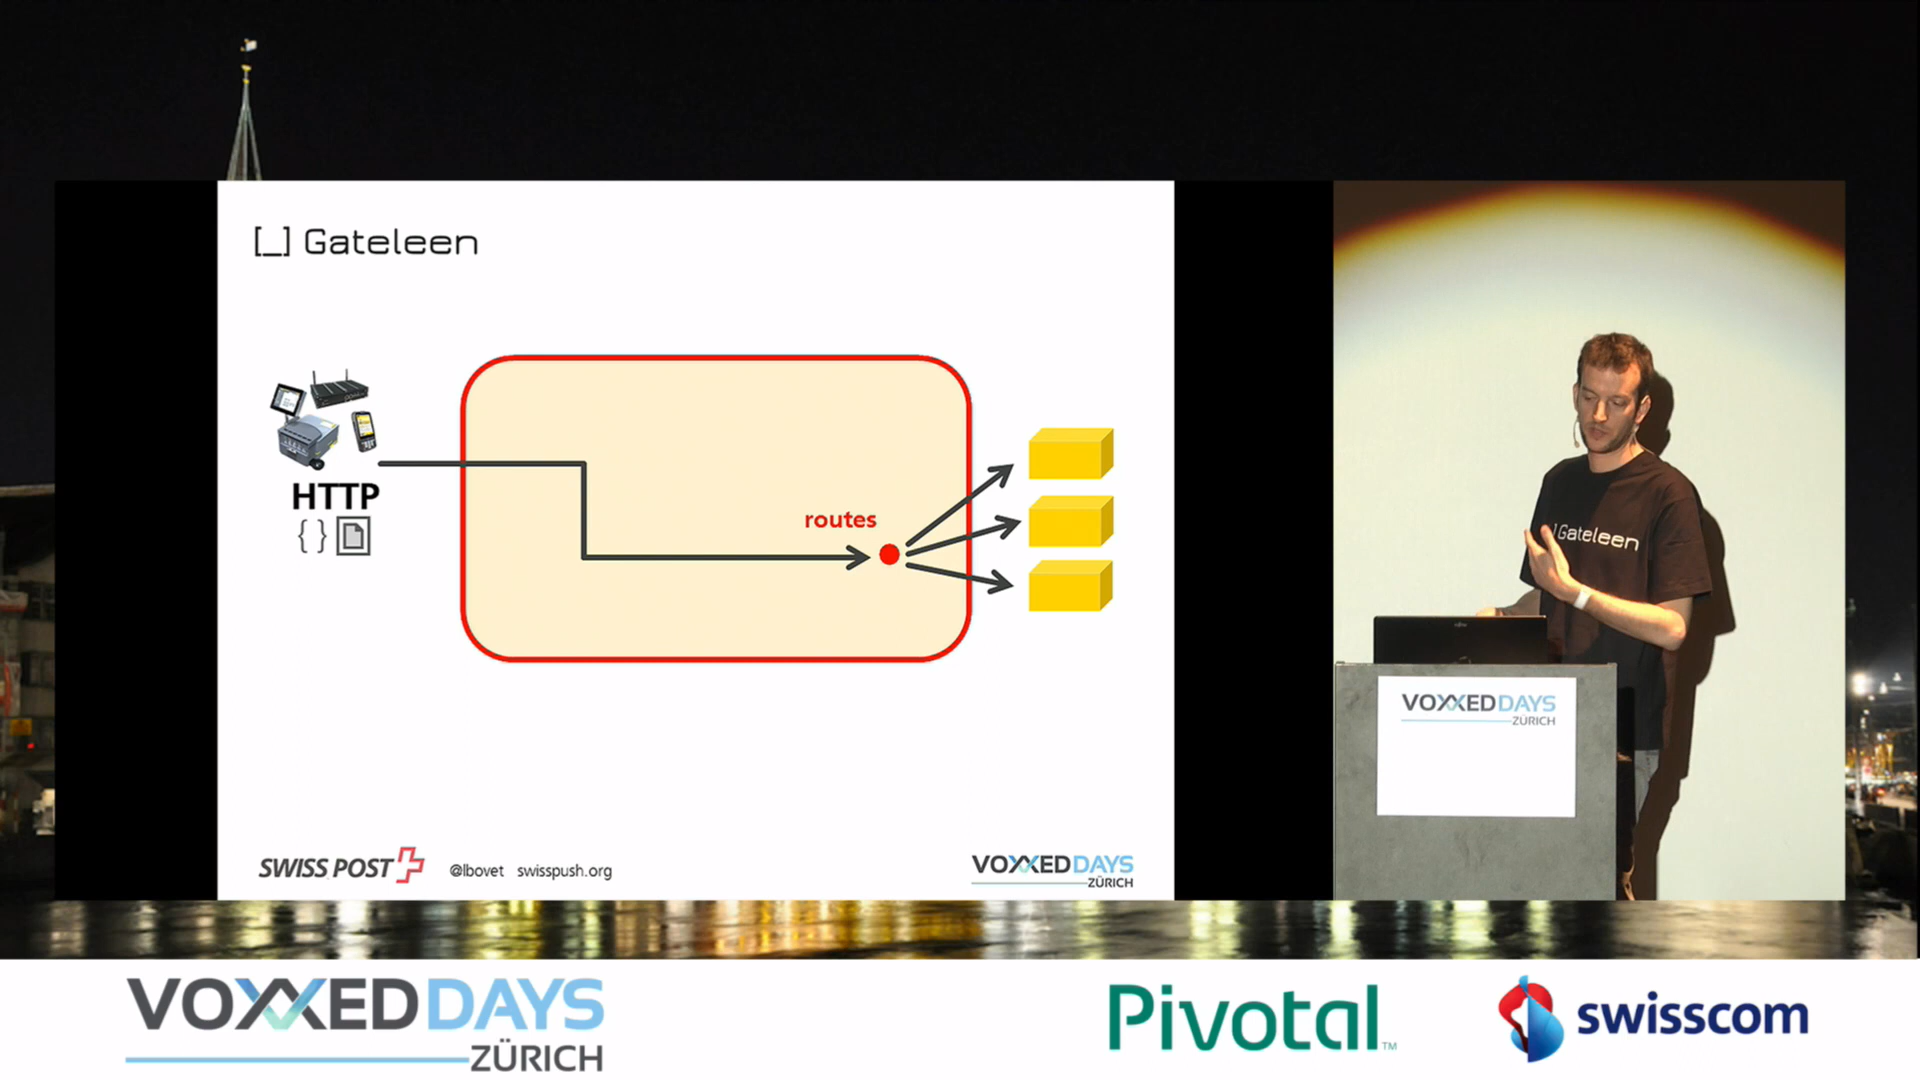 [_] Gateleen
HTTP
{ }
routes
SWISS POST
@lbovet swisspush.org
VOXXED DAYS
ZÜRICH
_] Gateleen
VOXXED DAYS
ZÜRICH
VOXXED DAYS
ZÜRICH
Pivotal™
swisscom